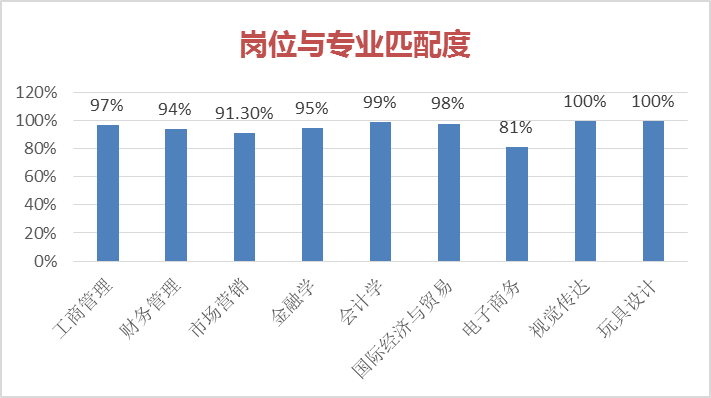 岗位与专业匹配度
120%
100%
80%
60%
40%
20%
0%
97%
94%
91.30%
95%
99%
98%
81%
100%
100%
工商管理
财务管理
市场营销
金融学
会计学
国际经济与贸易
电子商务
视觉传达
玩具设计